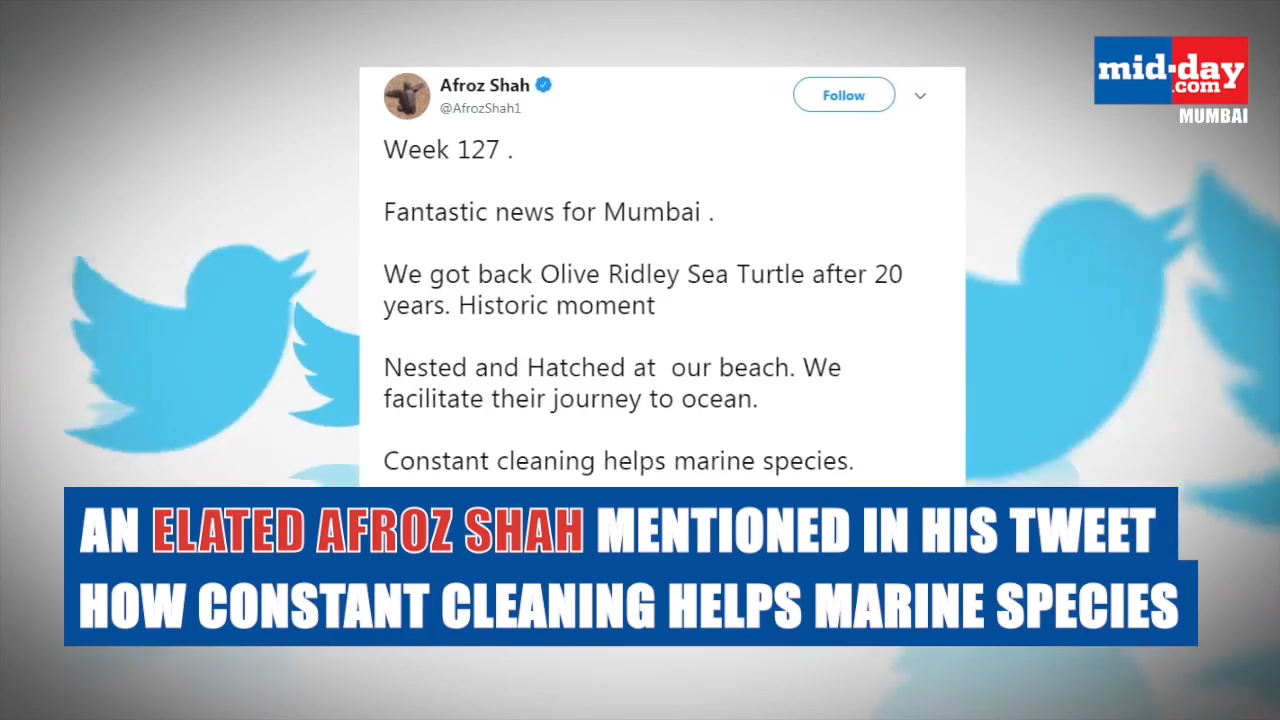 mid-day
.com
MUMBAI
Afroz Shah
@AfrozShah1
Follow
Week 127 .
Fantastic news for Mumbai .
We got back Olive Ridley Sea Turtle after 20
years. Historic moment
Nested and Hatched at  our beach. We
facilitate their journey to ocean.
Constant cleaning helps marine species.
AN ELATED AFROZ SHAH MENTIONED IN HIS TWEET
HOW CONSTANT CLEANING HELPS MARINE SPECIES